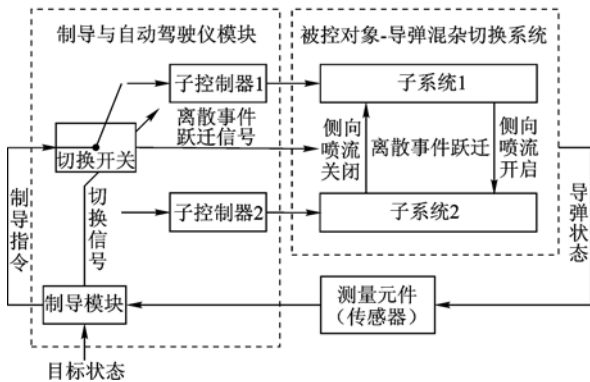 制导与自动驾驶仪模块
被控对象-导弹混杂切换系统
子控制器1
子系统1
离散事件
跃迁信号
切换开关
侧向
喷流
关闭
离散事件跃迁
侧向
喷流
开启
制导指令
切换信号
子控制器2
子系统2
导弹状态
制导模块
测量元件
（传感器）
目标状态